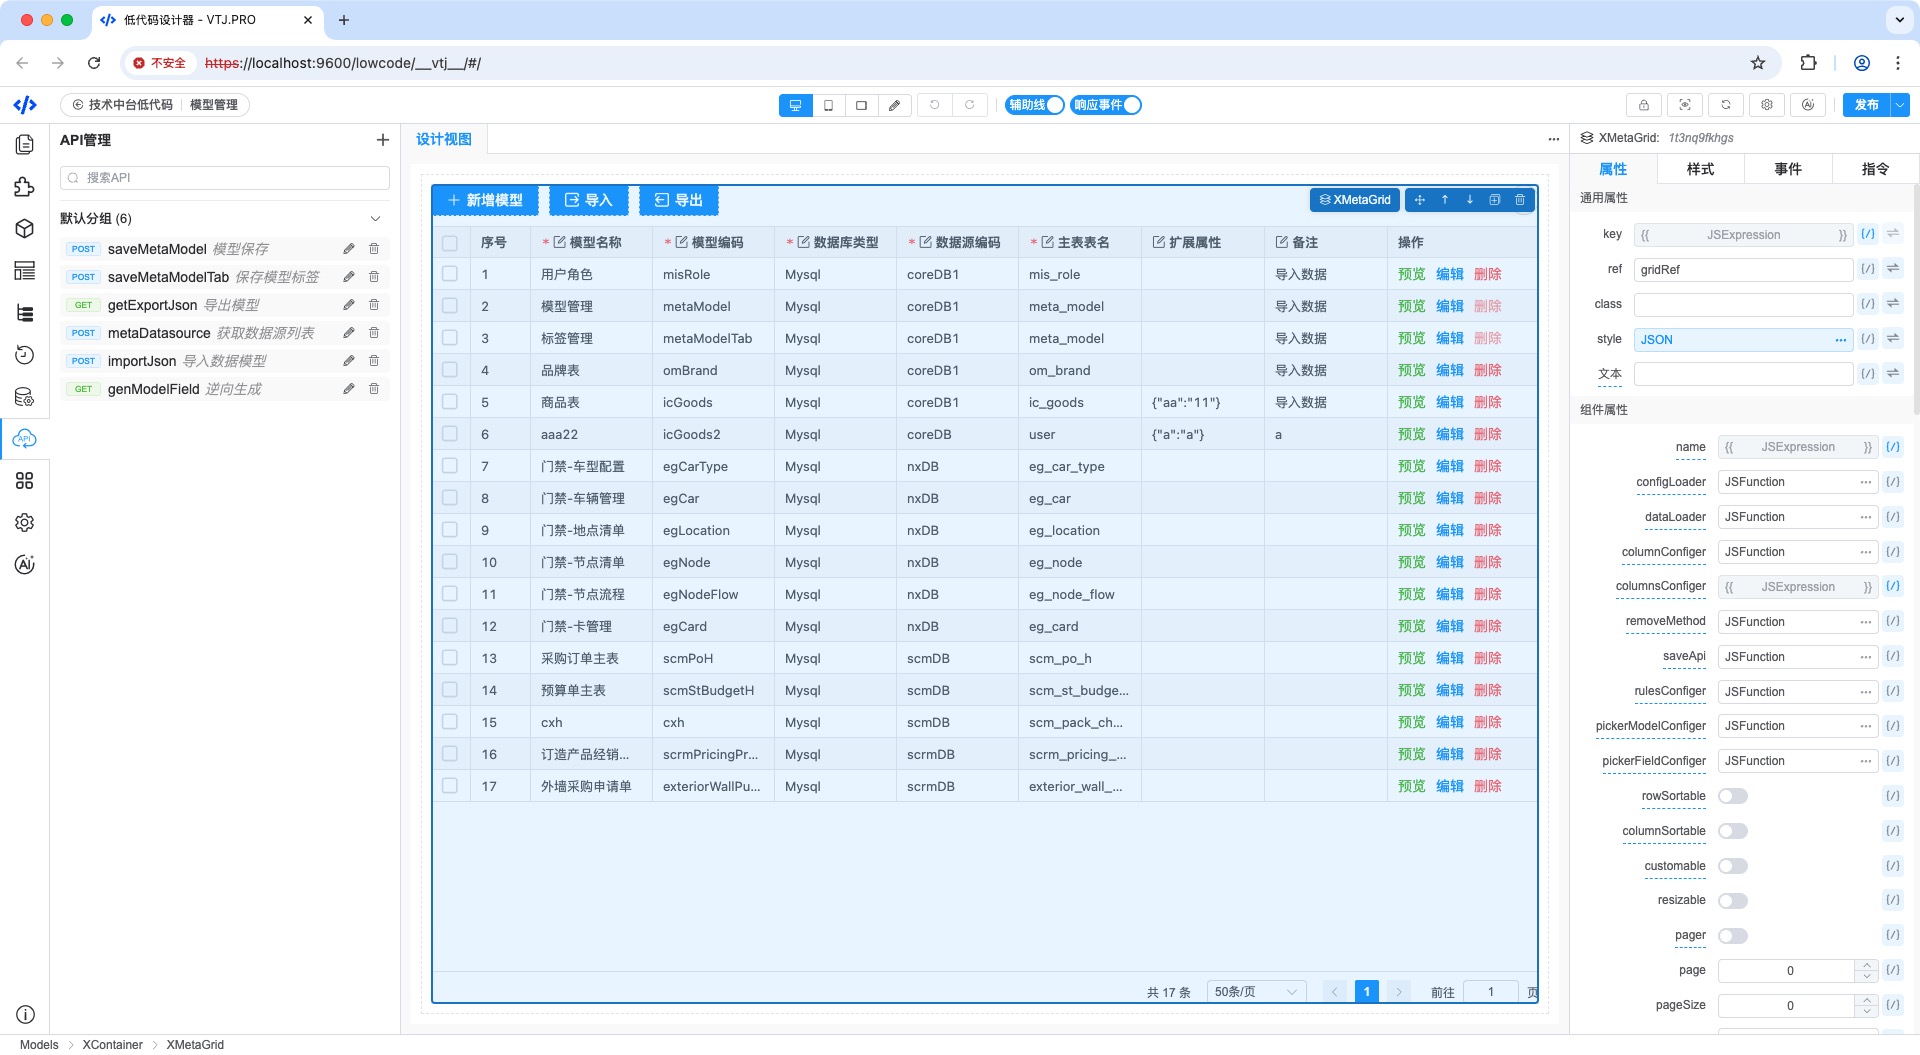 低代码设计器 - VTJ.PRO
不安全 https://localhost:9600/lowcode/__vtj__/#/
技术中台低代码 模型管理
辅助线 响应事件 发布
API管理
搜索API
默认分组 (6)
POST saveMetaModel 模型保存
POST saveMetaModelTab 保存模型标签
GET getExportJson 导出模型
POST metaDatasource 获取数据源列表
POST importJson 导入数据模型
GET genModelField 逆向生成
设计视图
新增模型 导入 导出 XMetaGrid
序号 * 模型名称 * 模型编码 * 数据库类型 * 数据源编码 * 主表表名 扩展属性 备注 操作
1 用户角色 misRole Mysql coreDB1 mis_role 导入数据 预览 编辑 删除
2 模型管理 metaModel Mysql coreDB1 meta_model 导入数据 预览 编辑 删除
3 标签管理 metaModelTab Mysql coreDB1 meta_model 导入数据 预览 编辑 删除
4 品牌表 omBrand Mysql coreDB1 om_brand 导入数据 预览 编辑 删除
5 商品表 icGoods Mysql coreDB1 ic_goods {"aa":"11"} 导入数据 预览 编辑 删除
6 aaa22 icGoods2 Mysql coreDB user {"a":"a"} a 预览 编辑 删除
7 门禁-车型配置 egCarType Mysql nxDB eg_car_type 预览 编辑 删除
8 门禁-车辆管理 egCar Mysql nxDB eg_car 预览 编辑 删除
9 门禁-地点清单 egLocation Mysql nxDB eg_location 预览 编辑 删除
10 门禁-节点清单 egNode Mysql nxDB eg_node 预览 编辑 删除
11 门禁-节点流程 egNodeFlow Mysql nxDB eg_node_flow 预览 编辑 删除
12 门禁-卡管理 egCard Mysql nxDB eg_card 预览 编辑 删除
13 采购订单主表 scmPoH Mysql scmDB scm_po_h 预览 编辑 删除
14 预算单主表 scmStBudgetH Mysql scmDB scm_st_budge... 预览 编辑 删除
15 cxh cxh Mysql scmDB scm_pack_ch... 预览 编辑 删除
16 订造产品经销... scrmPricingPr... Mysql scrmDB scrm_pricing_... 预览 编辑 删除
17 外墙采购申请单 exteriorWallPu... Mysql scrmDB exterior_wall_... 预览 编辑 删除
共 17 条 50条/页 1 前往 1 页
XMetaGrid: 1t3nq9fkhgs
属性 样式 事件 指令
通用属性
key {{ JSExpression }} {/}
ref gridRef {/}
class {/}
style JSON ··· {/}
文本 {/}
组件属性
name {{ JSExpression }} {/}
configLoader JSFunction ··· {/}
dataLoader JSFunction ··· {/}
columnConfiger JSFunction ··· {/}
columnsConfiger {{ JSExpression }} {/}
removeMethod JSFunction ··· {/}
saveApi JSFunction ··· {/}
rulesConfiger JSFunction ··· {/}
pickerModelConfiger JSFunction ··· {/}
pickerFieldConfiger JSFunction ··· {/}
rowSortable {/}
columnSortable {/}
customable {/}
resizable {/}
pager {/}
page 0 {/}
pageSize 0 {/}
Models > XContainer > XMetaGrid